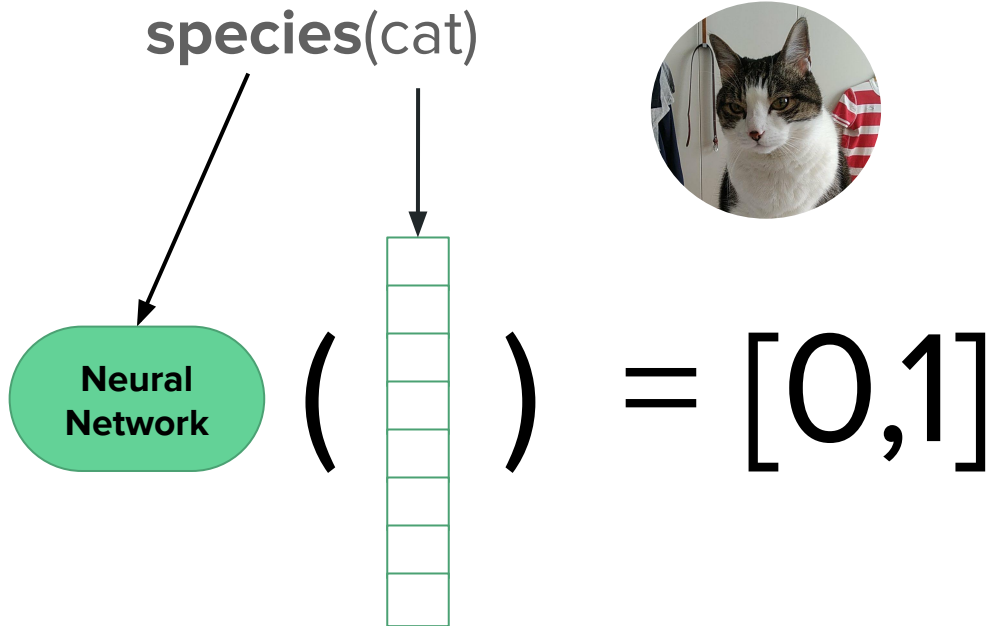 species(cat)
Neural
Network
( ) = [0,1]